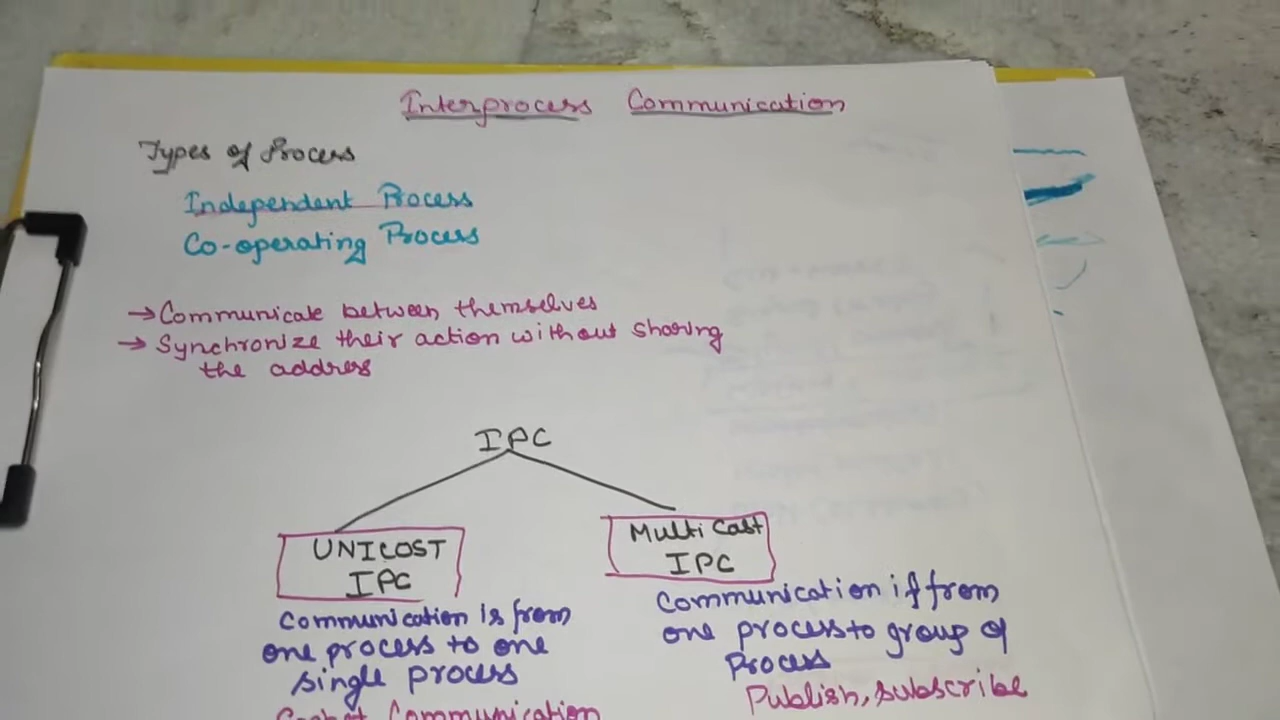 Interprocess Communication
Types of Process
Independent Process
Co-operating Process
→ Communicate between themselves
→ Synchronize their action without sharing
the address
IPC
UNICOST
IPC
Communication is from
one process to one
single process
Communication
Multi Cast
IPC
Communication if from
one process to group of
Process
Publish, subscribe